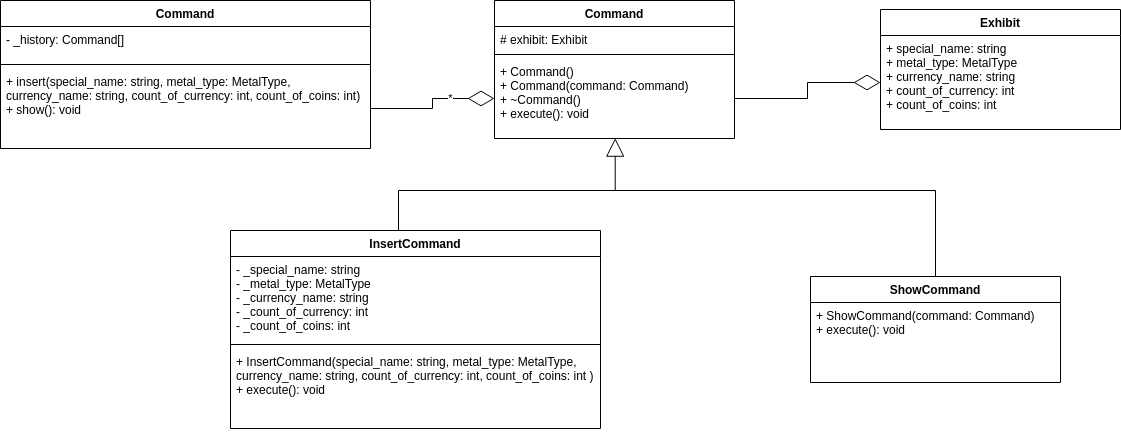 Command
- _history: Command[]
+ insert(special_name: string, metal_type: MetalType,
currency_name: string, count_of_currency: int, count_of_coins: int)
+ show(): void
*
Command
# exhibit: Exhibit
+ Command()
+ Command(command: Command)
+ ~Command()
+ execute(): void
Exhibit
+ special_name: string
+ metal_type: MetalType
+ currency_name: string
+ count_of_currency: int
+ count_of_coins: int
InsertCommand
- _special_name: string
- _metal_type: MetalType
- _currency_name: string
- _count_of_currency: int
- _count_of_coins: int
+ InsertCommand(special_name: string, metal_type: MetalType,
currency_name: string, count_of_currency: int, count_of_coins: int )
+ execute(): void
ShowCommand
+ ShowCommand(command: Command)
+ execute(): void